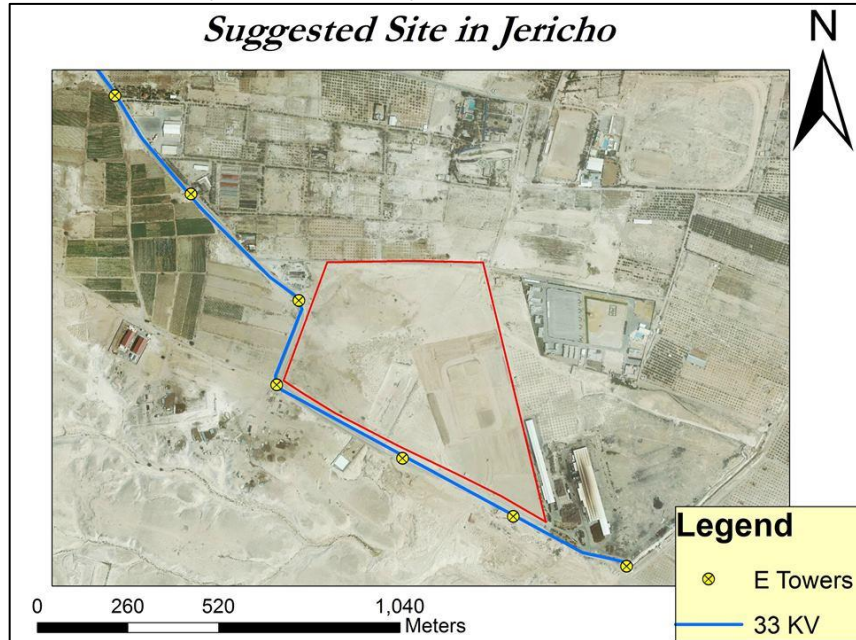 Suggested Site in Jericho
N
Legend
E Towers
33 KV
0 260 520 1,040
Meters